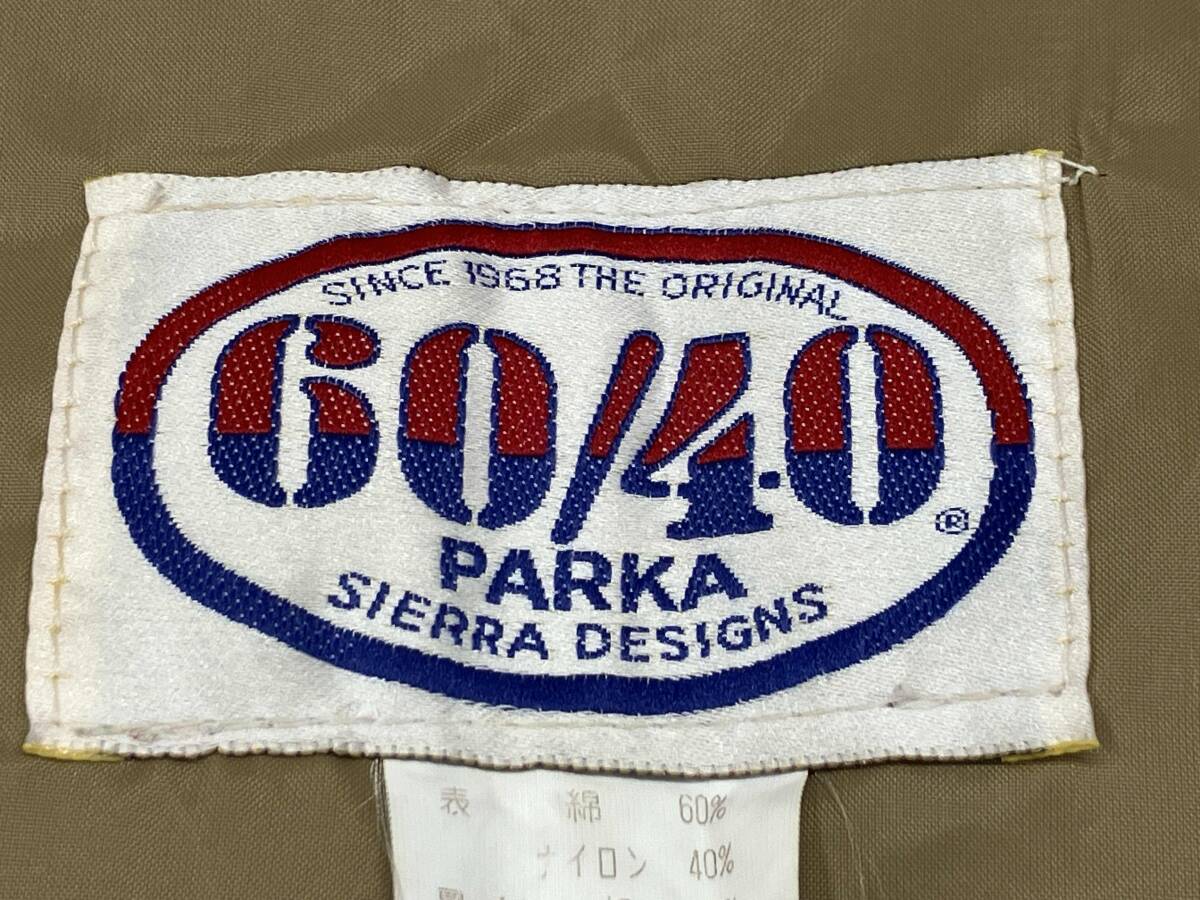 SINCE 1968 THE ORIGINAL
60/40®
PARKA
SIERRA DESIGNS
表 綿 60%
ナイロン 40%